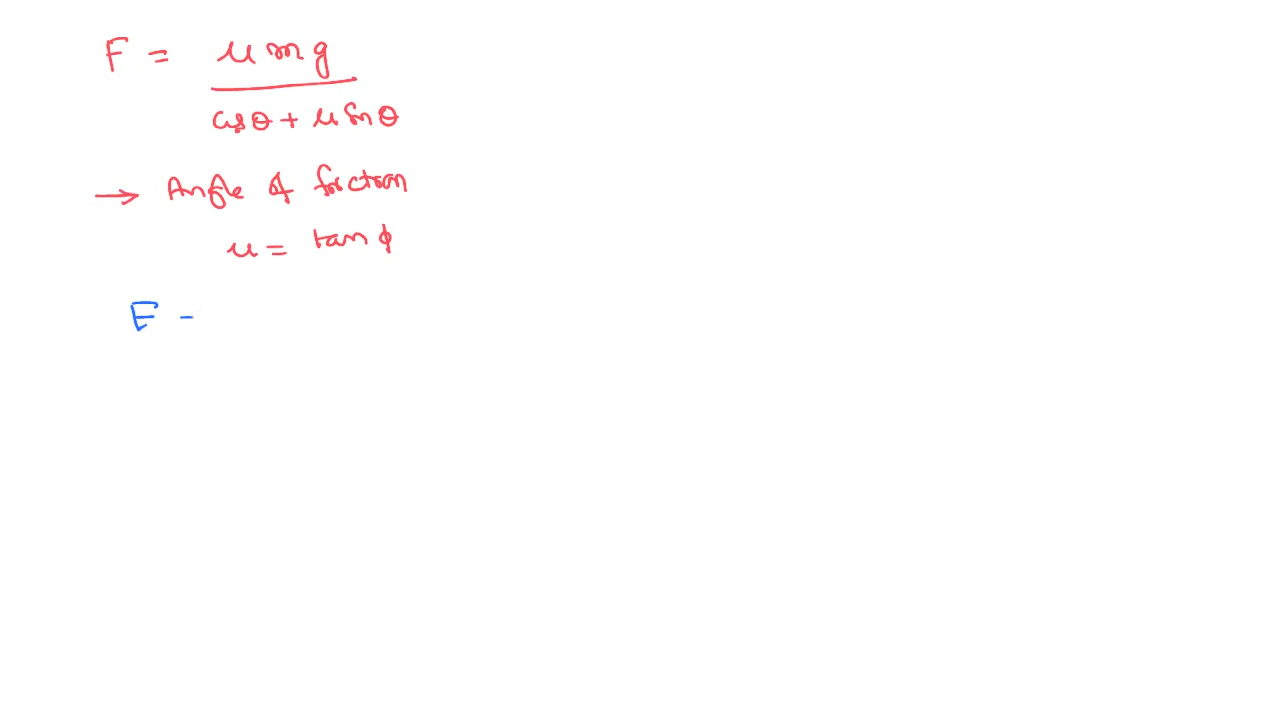 F = μmg
cosθ + μ sinθ
→ Angle of friction
μ = tan ϕ
F -